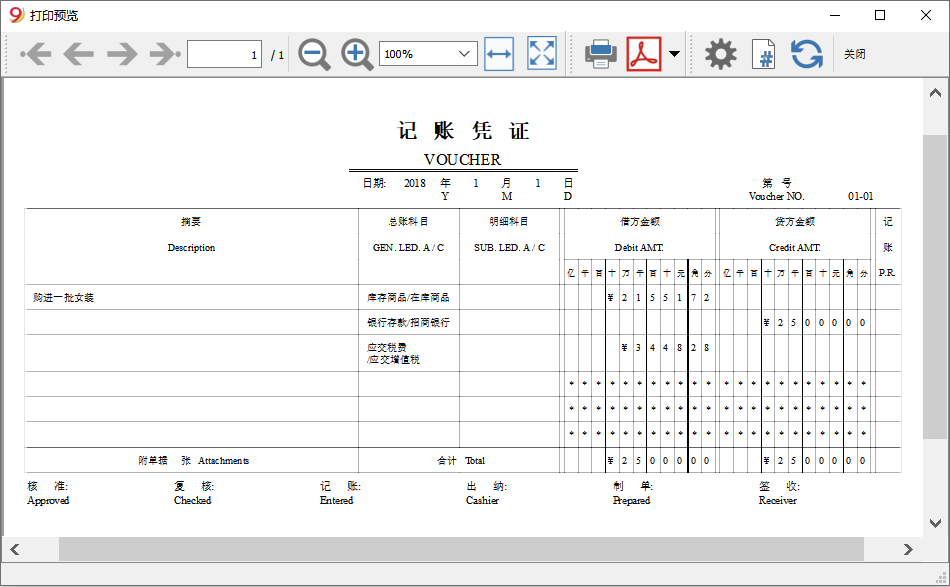 打印预览
1 / 1 100% 关闭
记 账 凭 证
VOUCHER
日期: 2018 年 1 月 1 日 第 号
Y M D Voucher NO. 01-01
摘要 总账科目 明细科目 借方金额 贷方金额 记
Description GEN. LED. A / C SUB. LED. A / C Debit AMT. Credit AMT. 账
亿 千 百 十 万 千 百 十 元 角 分 亿 千 百 十 万 千 百 十 元 角 分 P.R.
购进一批女装 库存商品/在库商品 ¥ 2 1 5 5 1 7 2
银行存款/招商银行 ¥ 2 5 0 0 0 0 0
应交税费 ¥ 3 4 4 8 2 8
/应交增值税
* * * * * * * * * * * * * * * * * * * * * *
* * * * * * * * * * * * * * * * * * * * * *
* * * * * * * * * * * * * * * * * * * * * *
附单据 张 Attachments 合计 Total ¥ 2 5 0 0 0 0 0 ¥ 2 5 0 0 0 0 0
核 准: 复 核: 记 账: 出 纳: 制 单: 签 收:
Approved Checked Entered Cashier Prepared Receiver